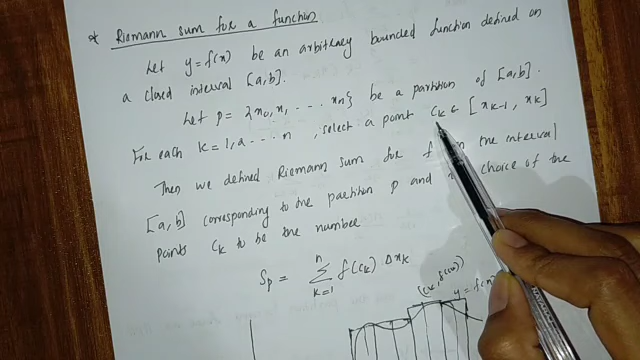 * Riemann sum for a function
Let y = f(x) be an arbitrary bounded function defined on
a closed interval [a,b].
Let p = {x₀, x, ---- xₙ} be a partition of [a,b].
For each k = 1, 2 ---- n , select a point Cₖ ∈ [xₖ₋₁, xₖ]
Then we defined Riemann sum for f on the interval
[a,b] corresponding to the partition p and choice of the
points Cₖ to be the number
Sₚ = Σₖ₌₁ⁿ f(Cₖ) Δxₖ
(Cₖ, f(Cₖ))
y = f(x)